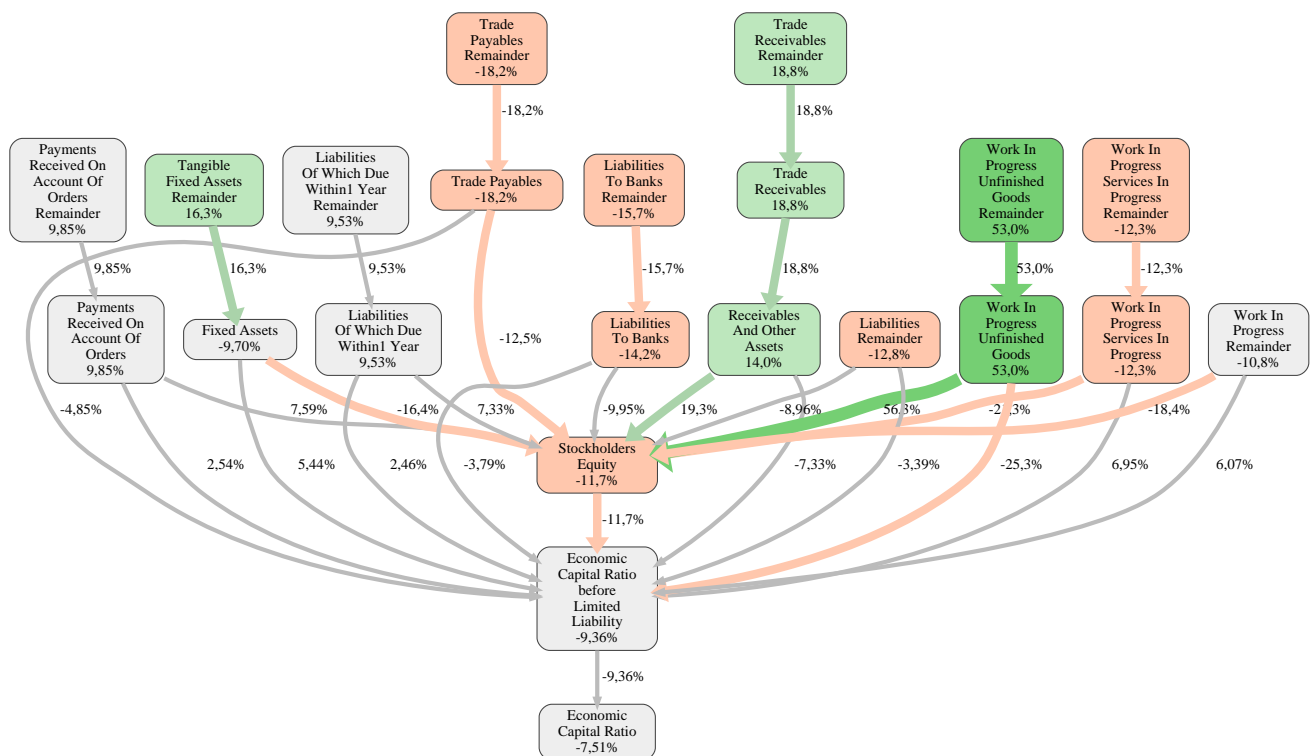 Trade
Payables
Remainder
-18,2%
Trade
Receivables
Remainder
18,8%
-18,2%
18,8%
Payments
Received On
Account Of
Orders
Remainder
9,85%
Tangible
Fixed Assets
Remainder
16,3%
Liabilities
Of Which Due
Within1 Year
Remainder
9,53%
Trade Payables
-18,2%
Liabilities
To Banks
Remainder
-15,7%
Trade
Receivables
18,8%
Work In
Progress
Unfinished
Goods
Remainder
53,0%
Work In
Progress
Services In
Progress Remainder
-12,3%
9,85%
16,3%
9,53%
-15,7%
18,8%
53,0%
-12,3%
Payments
Received On
Account Of
Orders
9,85%
Fixed Assets
-9,70%
Liabilities
Of Which Due
Within1 Year
9,53%
-12,5%
Liabilities
To Banks
-14,2%
Receivables
And Other
Assets
14,0%
Liabilities
Remainder
-12,8%
Work In
Progress
Unfinished
Goods
53,0%
Work In
Progress
Services In
Progress
-12,3%
Work In
Progress
Remainder
-10,8%
-4,85%
7,59%
-16,4%
7,33%
-9,95%
19,3%
-8,96%
56,3%
-18,4%
2,54%
5,44%
2,46%
-3,79%
Stockholders
Equity
-11,7%
-7,33%
-3,39%
-25,3%
6,95%
6,07%
-11,7%
Economic
Capital Ratio
before
Limited
Liability
-9,36%
-9,36%
Economic
Capital Ratio
-7,51%